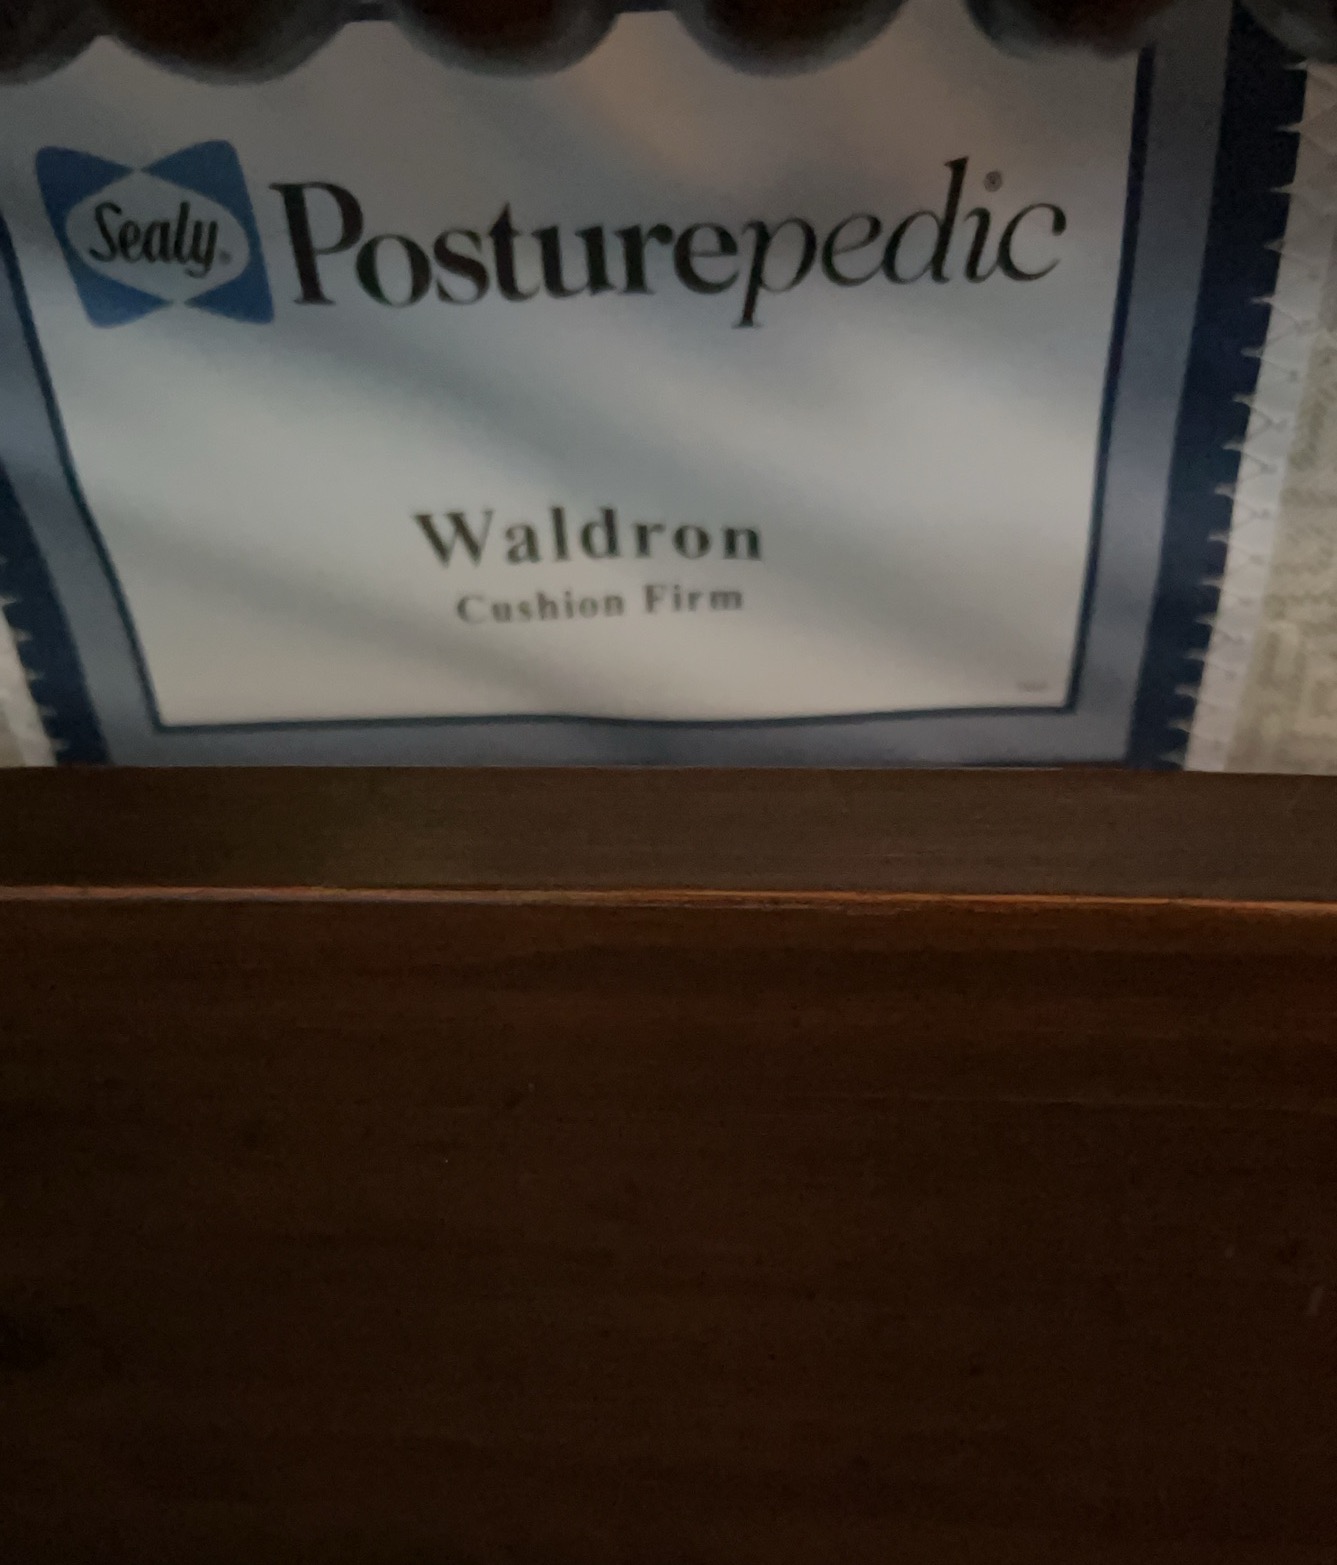 Sealy® Posturepedic®
Waldron
Cushion Firm